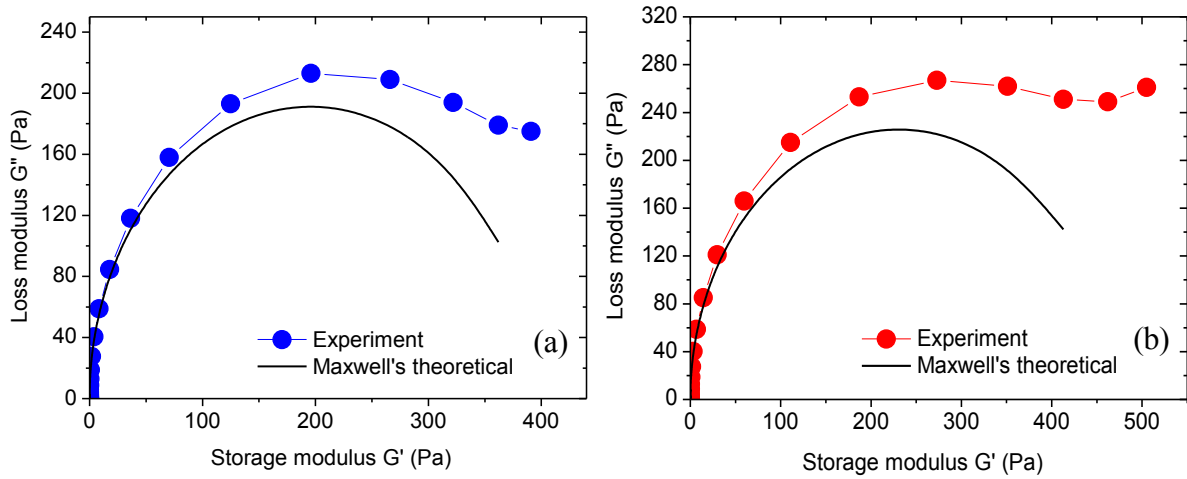 240
200
160
120
80
40
0
Loss modulus G" (Pa)
Experiment
Maxwell's theoretical
(a)
0 100 200 300 400
Storage modulus G' (Pa)
320
280
240
200
160
120
80
40
0
Loss modulus G" (Pa)
Experiment
Maxwell's theoretical
(b)
0 100 200 300 400 500
Storage modulus G' (Pa)